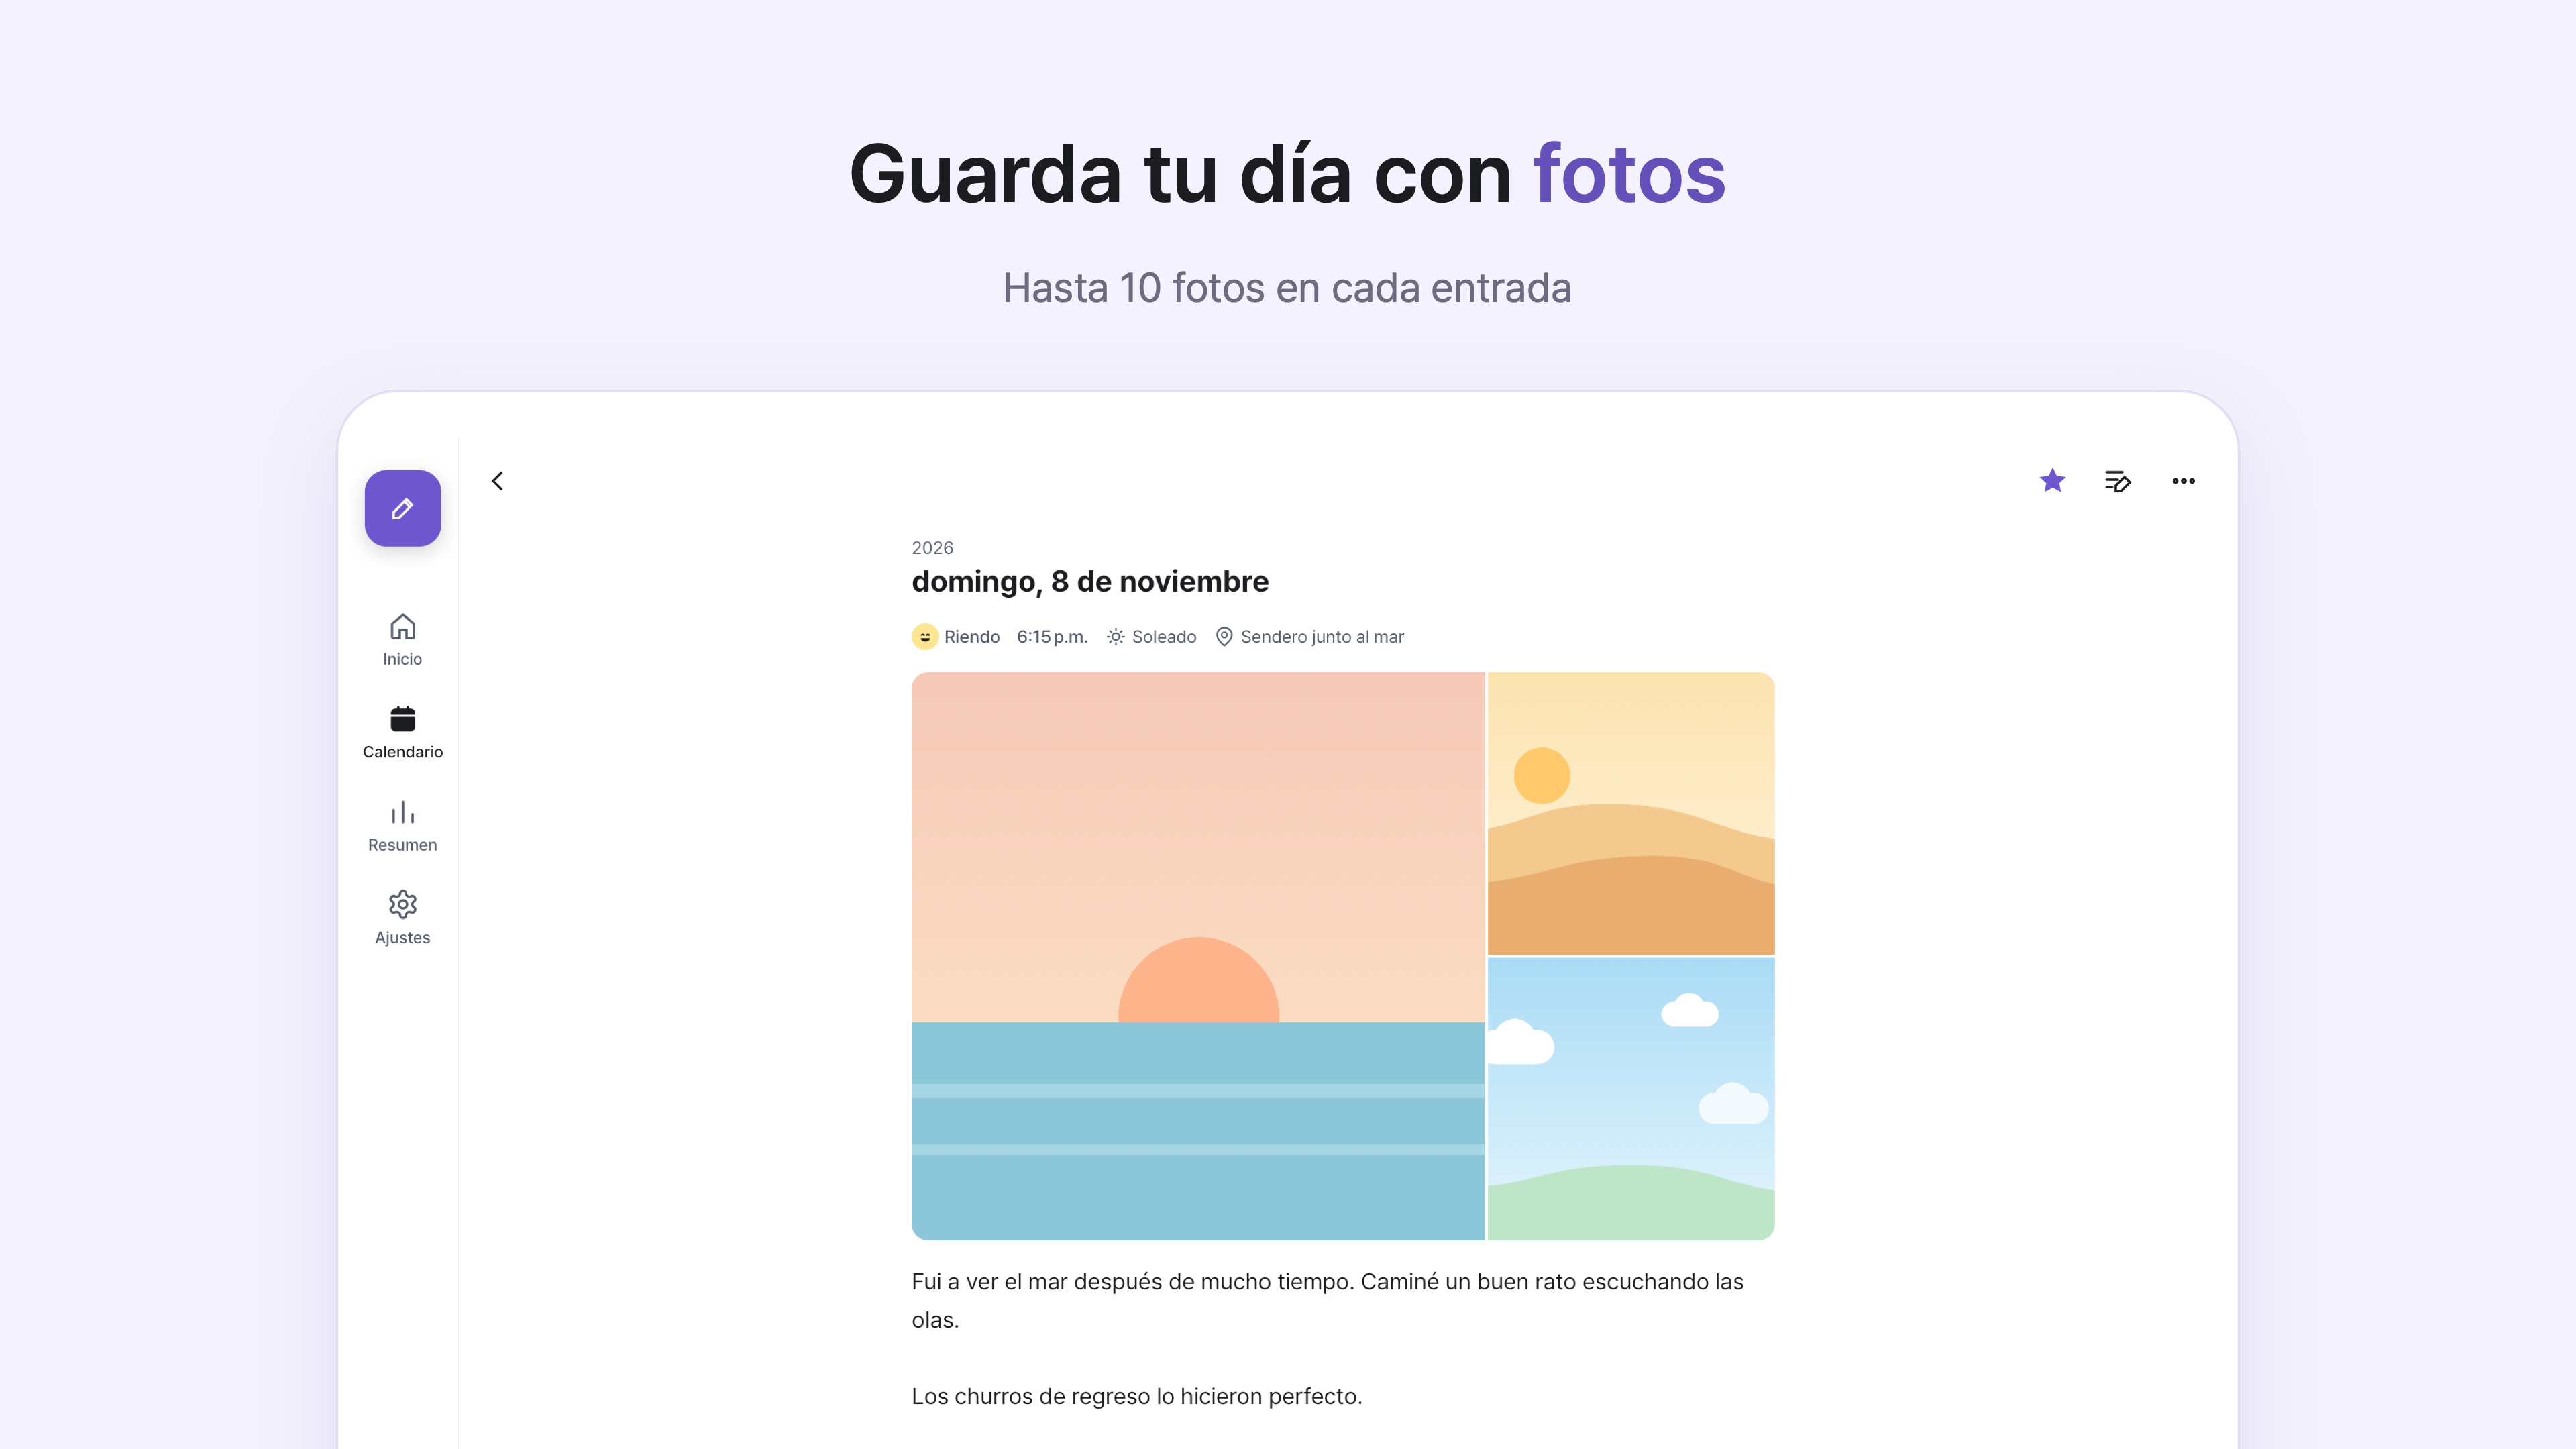 Guarda tu día con fotos
Hasta 10 fotos en cada entrada
Inicio
Calendario
Resumen
Ajustes
2026
domingo, 8 de noviembre
Riendo 6:15 p.m. Soleado Sendero junto al mar
Fui a ver el mar después de mucho tiempo. Caminé un buen rato escuchando las
olas.
Los churros de regreso lo hicieron perfecto.